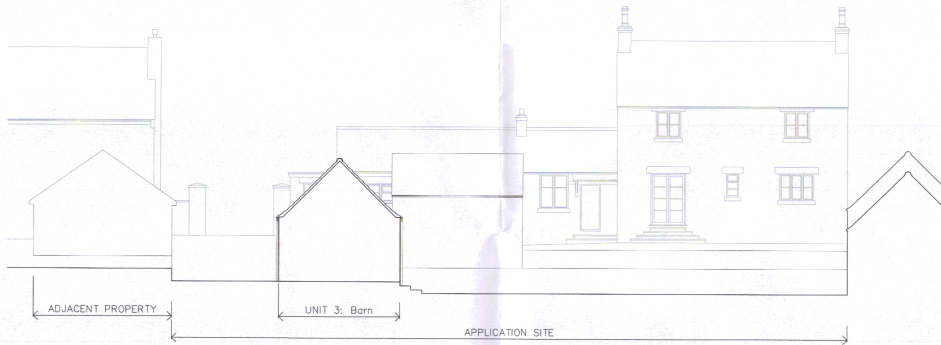 ADJACENT PROPERTY
UNIT 3: Barn
APPLICATION SITE